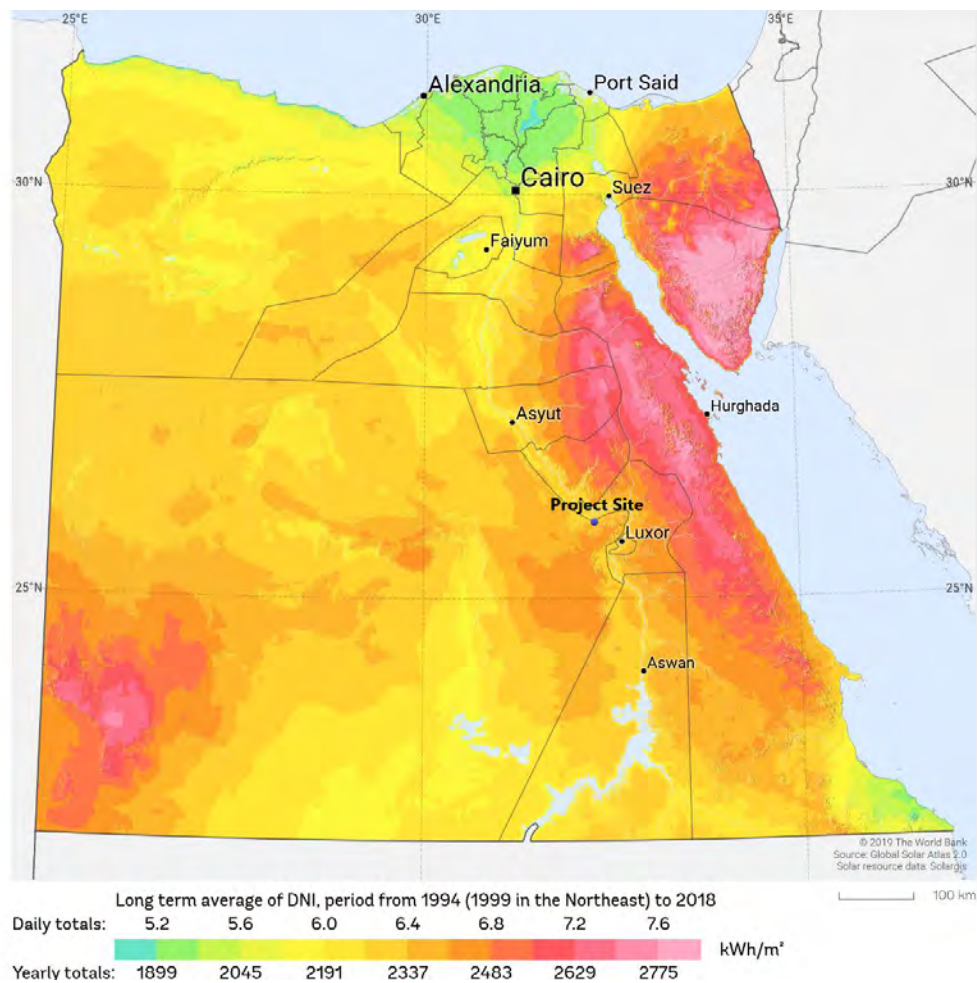 25°E 30°E 35°E
Alexandria
Port Said
30°N
Cairo
Suez
30°N
Faiyum
Asyut
Hurghada
Project Site
Luxor
25°N
25°N
Aswan
© 2019 The World Bank
Source: Global Solar Atlas 2.0
Solar resource data: Solargis
100 km
Long term average of DNI, period from 1994 (1999 in the Northeast) to 2018
Daily totals: 5.2 5.6 6.0 6.4 6.8 7.2 7.6
kWh/m²
Yearly totals: 1899 2045 2191 2337 2483 2629 2775